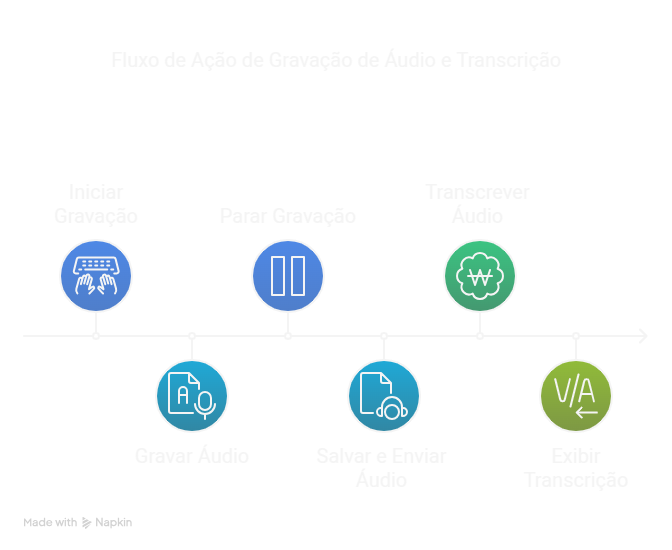 Fluxo de Ação de Gravação de Áudio e Transcrição
Iniciar
Gravação
Parar Gravação
Transcrever
Áudio
Gravar Áudio
Salvar e Enviar
Áudio
Exibir
Transcrição
Made with Napkin